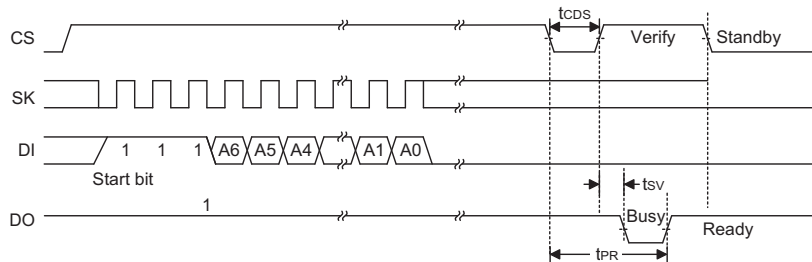 tCDS
CS Verify Standby
SK
DI 1 1 1 A6 A5 A4 A1 A0
Start bit
tSV
1
DO Busy Ready
tPR